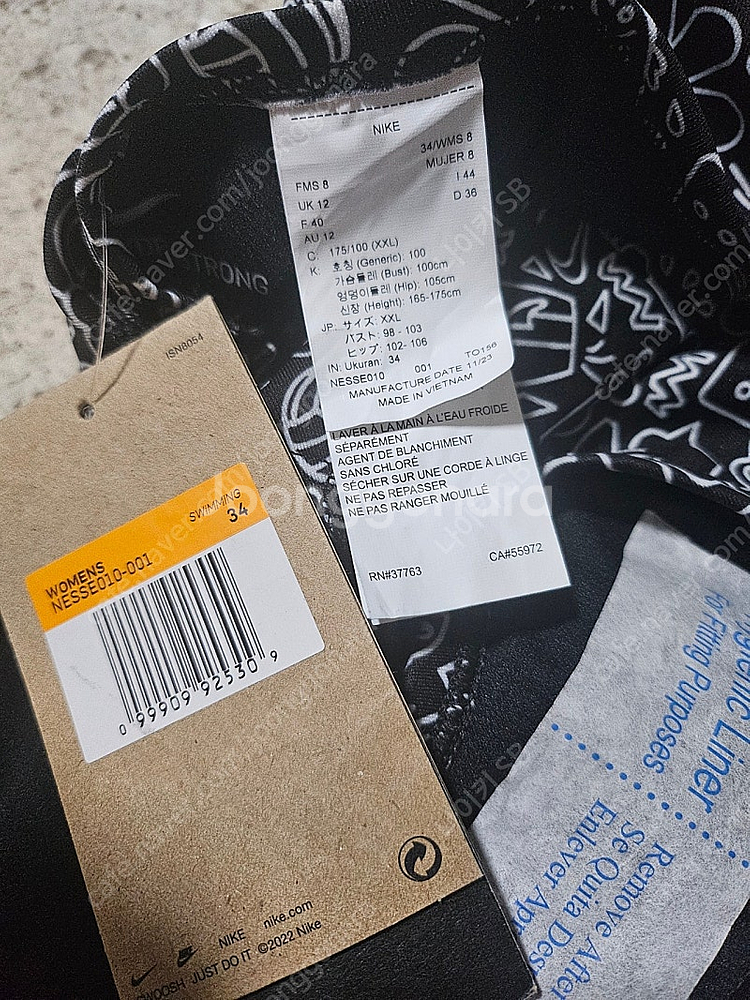 NIKE
34/WMS 8
FMS 8
MUJER 8
UK 12
I 44
F 40
D 36
AU 12
C: 175/100 (XXL)
K: 호칭 (Generic): 100
가슴둘레 (Bust): 100cm
엉덩이둘레 (Hip): 105cm
신장 (Height): 165-175cm
JP: サイズ: XXL
バスト: 98 - 103
ヒップ: 102- 106
IN: Ukuran: 34
NESSE010 001 TO156
MANUFACTURE DATE 11/23
MADE IN VIETNAM
LAVER À LA MAIN À L'EAU FROIDE
SÉPARÉMENT
AGENT DE BLANCHIMENT
SANS CHLORÉ
SÉCHER SUR UNE CORDE À LINGE
NE PAS REPASSER
NE PAS RANGER MOUILLÉ
RN#37763 CA#55972
ISN8054
SWIMMING
34
WOMENS
NESSE010-001
0 99909 92530 9
NIKE nike.com
SWOOSH JUST DO IT ©2022 Nike
STRONG
Liner
For Fitting Purposes
Remove After
Se Quita
Enlever
joonggonara
cafe.naver.com/joonggonara